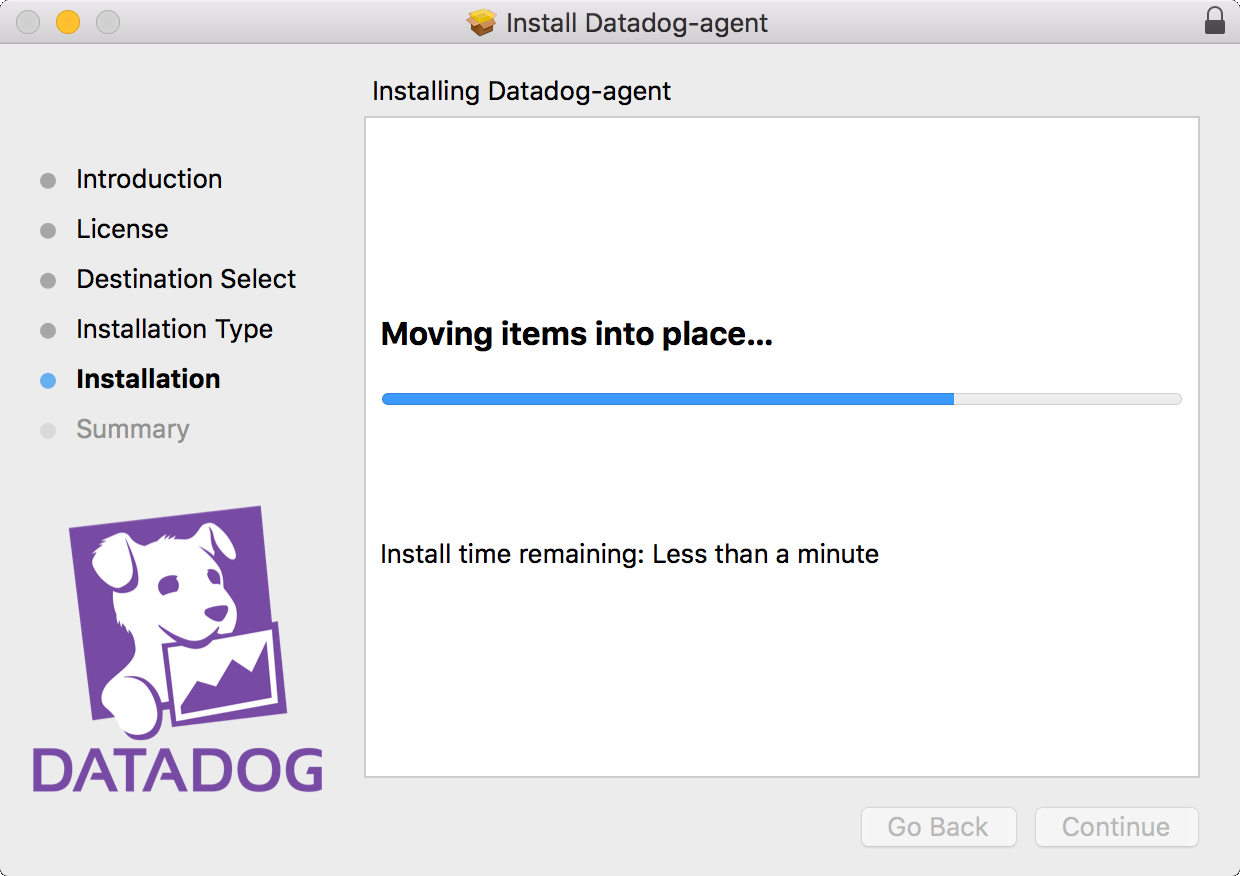 Install Datadog-agent
Installing Datadog-agent
Introduction
License
Destination Select
Installation Type
Installation
Summary
Moving items into place...
Install time remaining: Less than a minute
DATADOG
Go Back
Continue